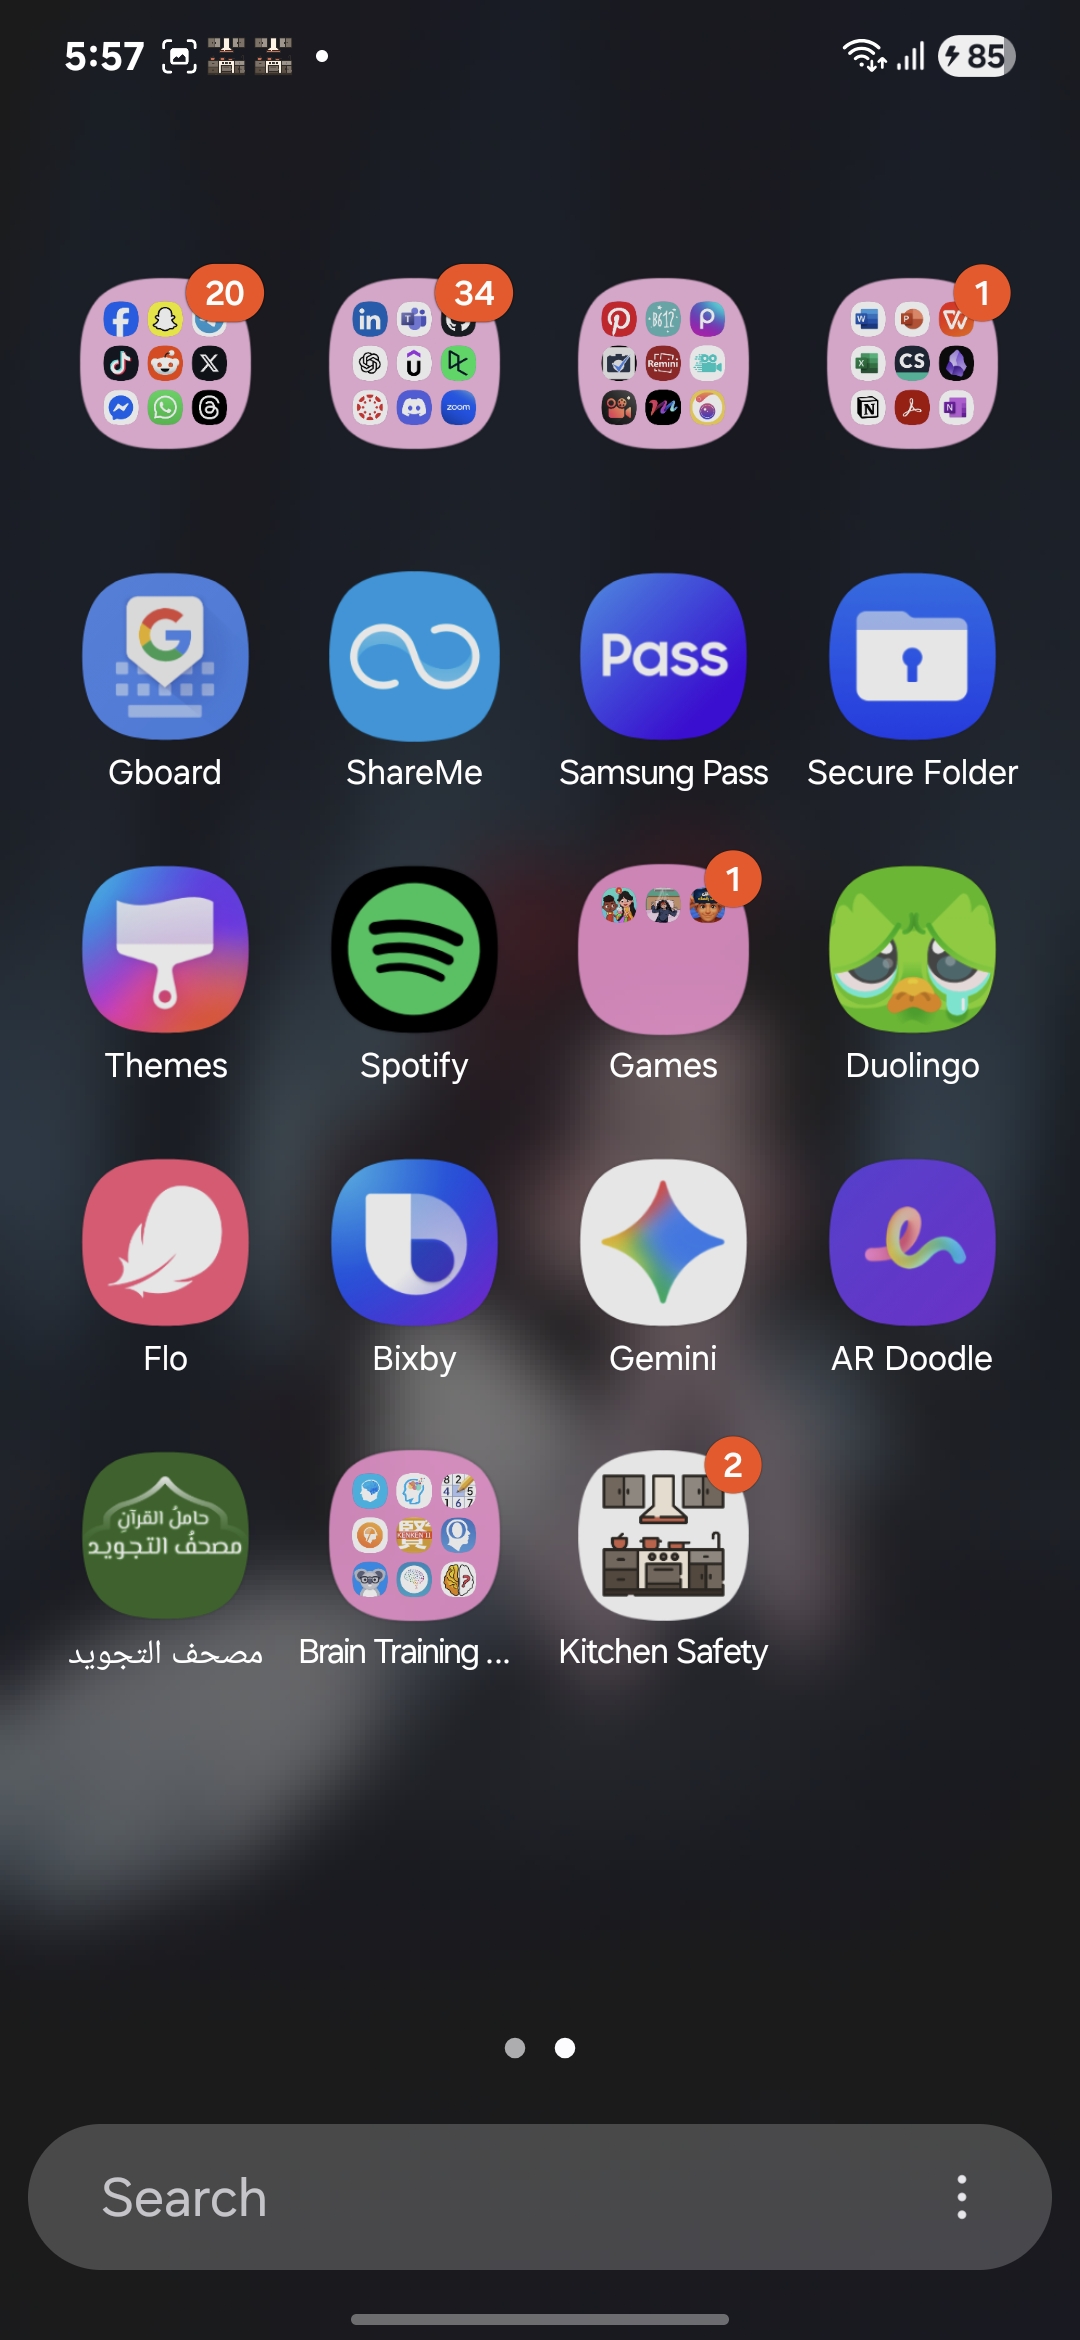 5:57
85
20
34
1
Gboard
ShareMe
Pass
Samsung Pass
Secure Folder
1
Themes
Spotify
Games
Duolingo
Flo
Bixby
Gemini
AR Doodle
حاملُ القرآنِ
مصحفُ التجويد
2
مصحف التجويد
Brain Training ...
Kitchen Safety
Search